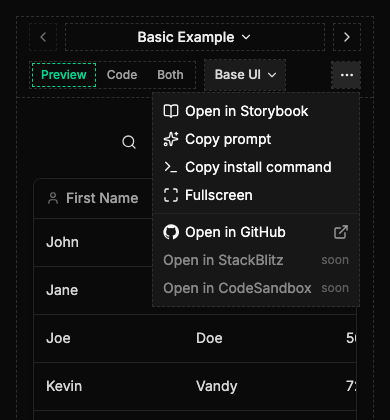 Basic Example
Preview Code Both Base UI
Open in Storybook
Copy prompt
Copy install command
Fullscreen
Open in GitHub
Open in StackBlitz soon
Open in CodeSandbox soon
First Name
John
Jane
Joe Doe
Kevin Vandy